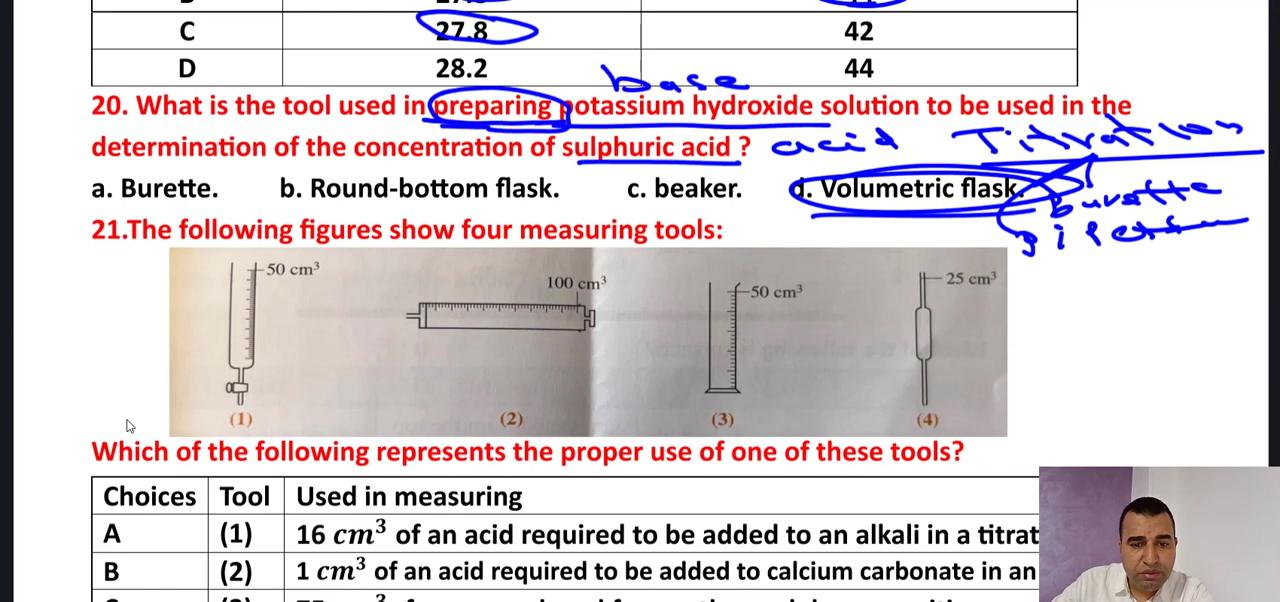 C 27.8 42
D 28.2 44
base
20. What is the tool used in preparing potassium hydroxide solution to be used in the
determination of the concentration of sulphuric acid ? acid Titration
a. Burette. b. Round-bottom flask. c. beaker. d. Volumetric flask.
burette
21.The following figures show four measuring tools:
50 cm³ 100 cm³ 50 cm³ 25 cm³
(1) (2) (3) (4)
Which of the following represents the proper use of one of these tools?
Choices Tool Used in measuring
A (1) 16 cm³ of an acid required to be added to an alkali in a titrat
B (2) 1 cm³ of an acid required to be added to calcium carbonate in an